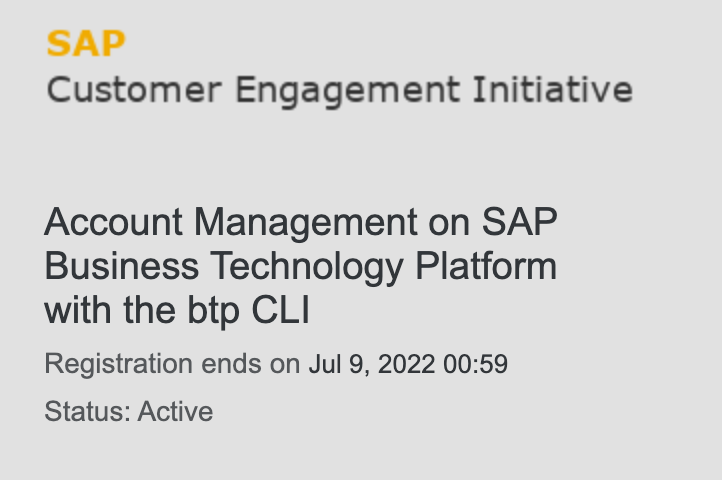 SAP
Customer Engagement Initiative
Account Management on SAP
Business Technology Platform
with the btp CLI
Registration ends on Jul 9, 2022 00:59
Status: Active